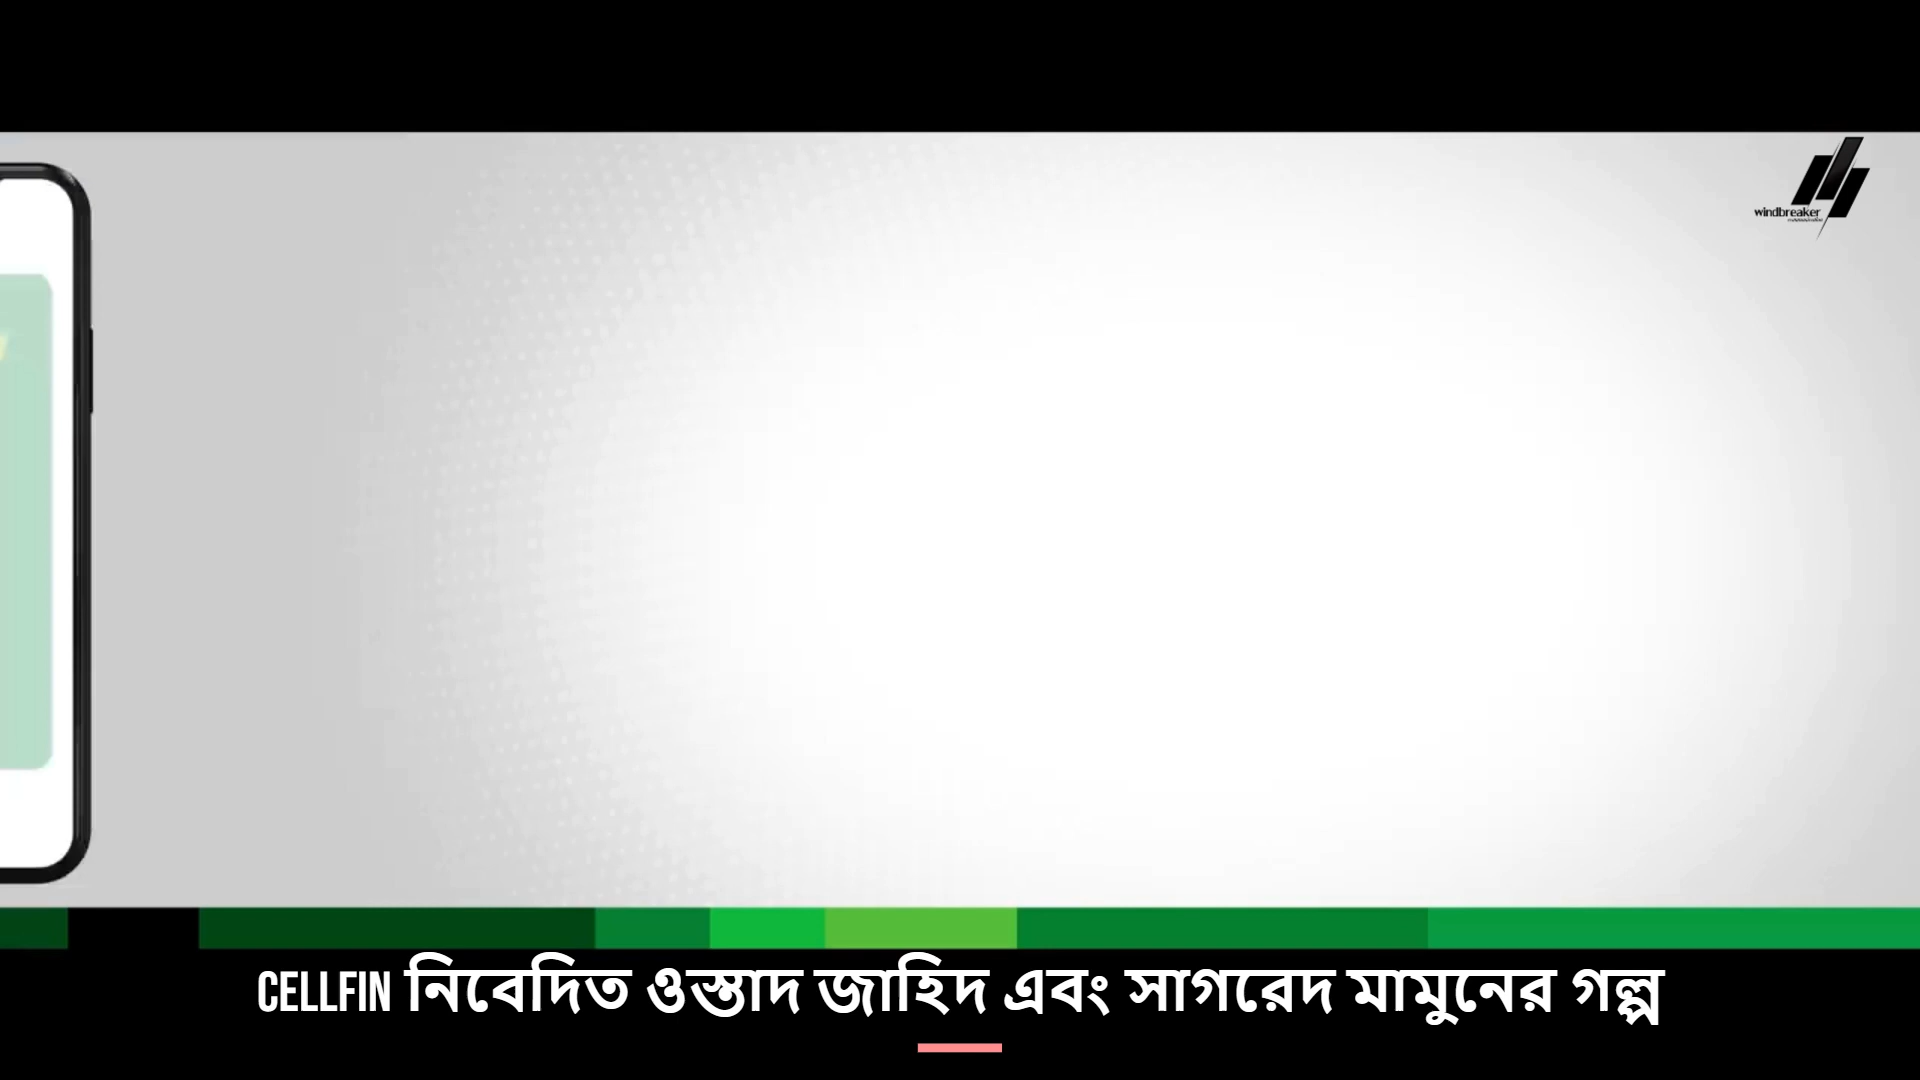 windbreaker
CELLFIN নিবেদিত ওস্তাদ জাহিদ এবং সাগরেদ মামুনের গল্প